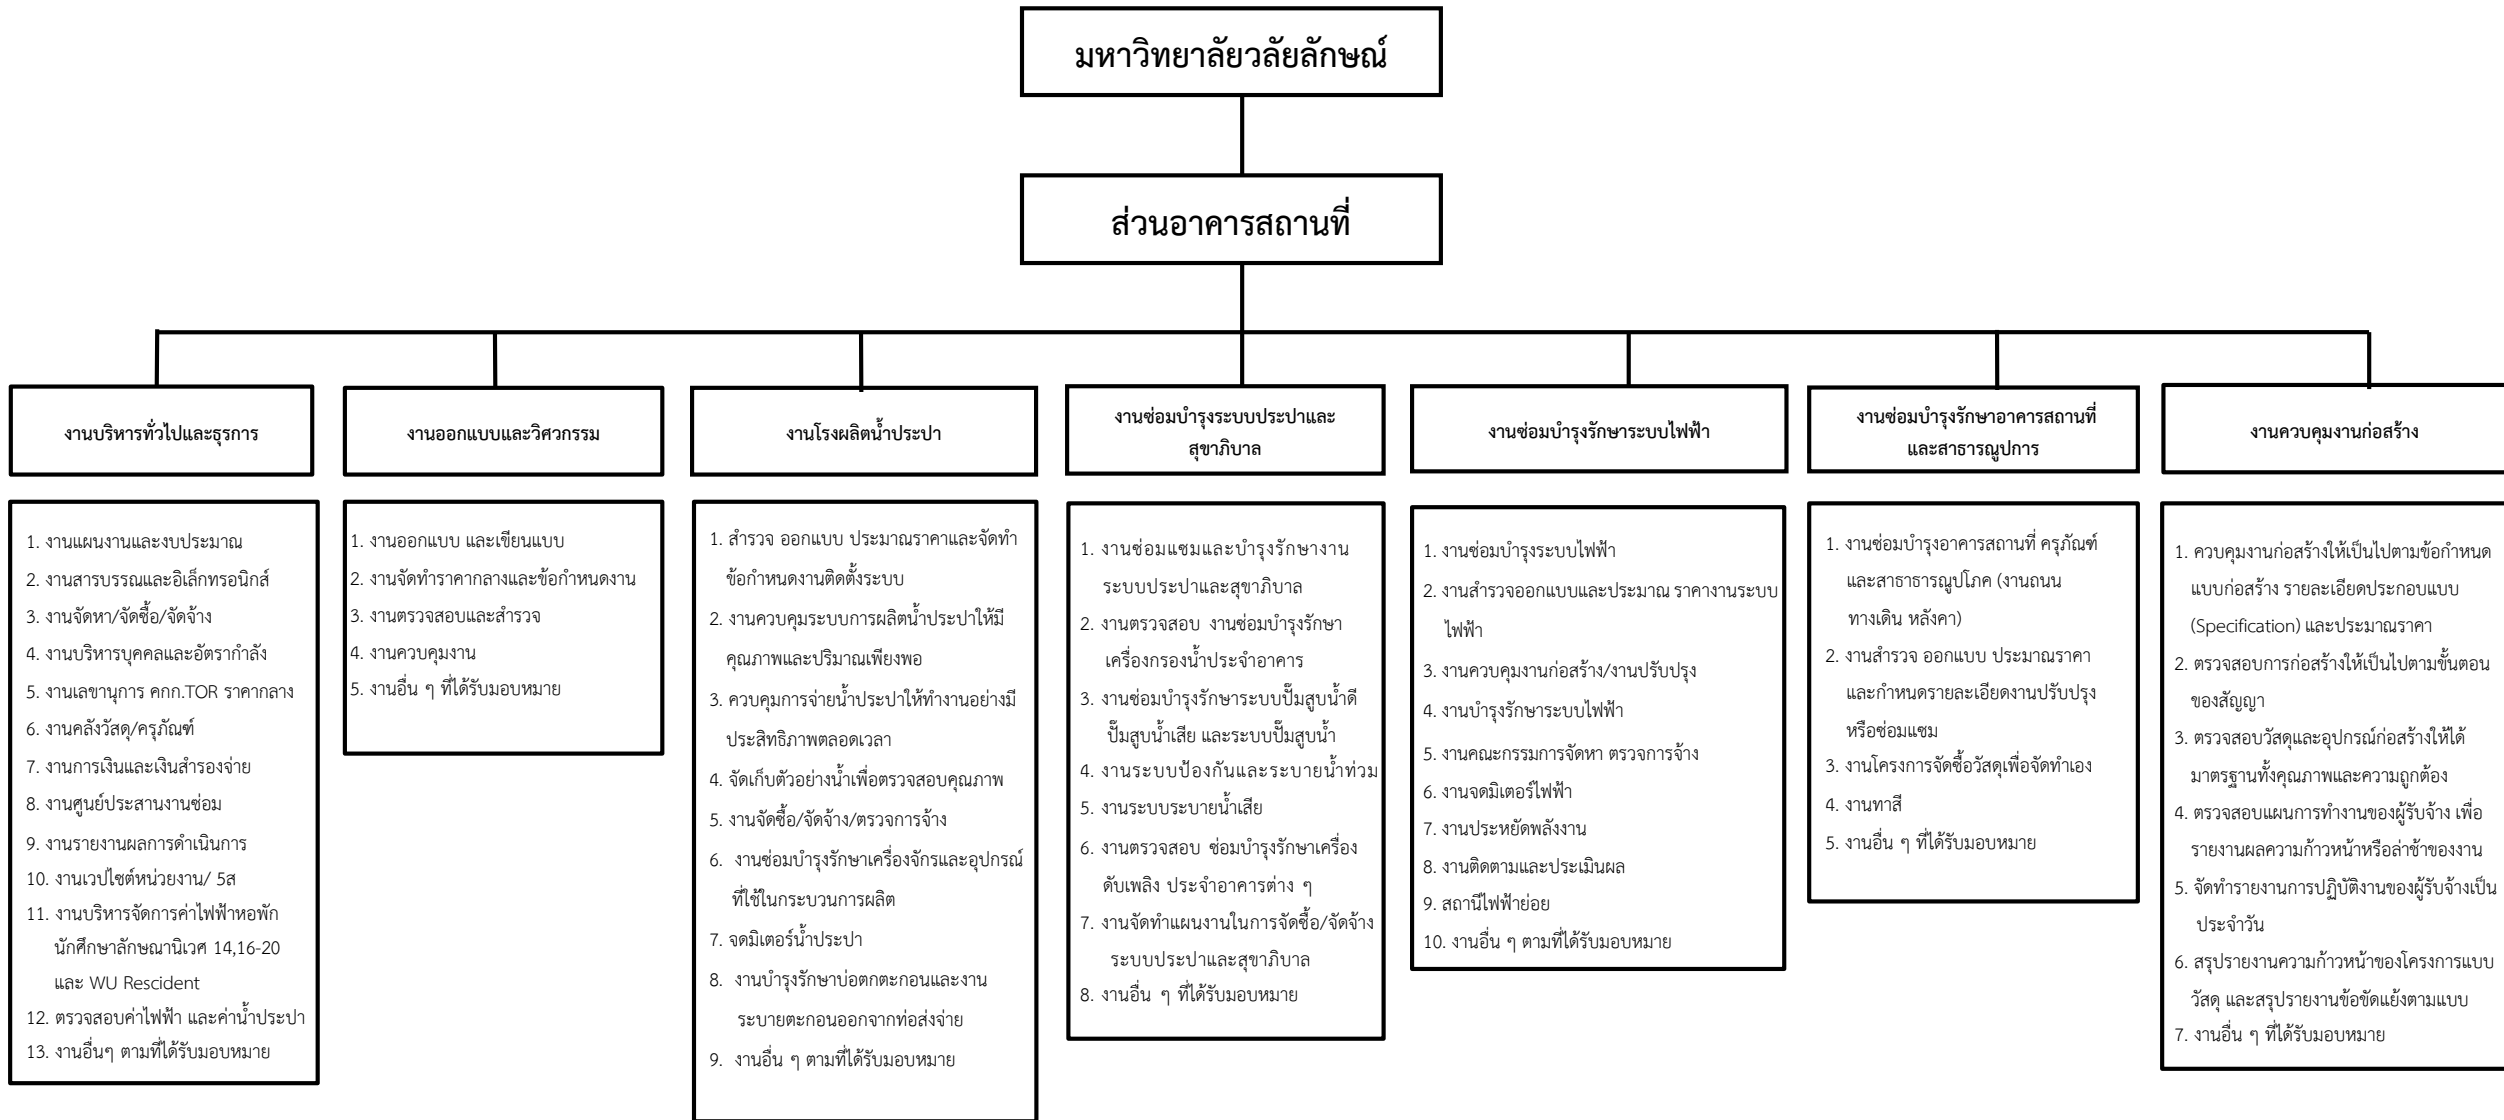 มหาวิทยาลัยวลัยลักษณ์
ส่วนอาคารสถานที่
งานบริหารทั่วไปและธุรการ
1. งานแผนงานและงบประมาณ
2. งานสารบรรณและอิเล็กทรอนิกส์
3. งานจัดหา/จัดซื้อ/จัดจ้าง
4. งานบริหารบุคคลและอัตรากำลัง
5. งานเลขานุการ คกก.TOR ราคากลาง
6. งานคลังวัสดุ/ครุภัณฑ์
7. งานการเงินและเงินสำรองจ่าย
8. งานศูนย์ประสานงานซ่อม
9. งานรายงานผลการดำเนินการ
10. งานเวปไซต์หน่วยงาน/ 5ส
11. งานบริหารจัดการค่าไฟฟ้าหอพัก
นักศึกษาลักษณานิเวศ 14,16-20
และ WU Rescident
12. ตรวจสอบค่าไฟฟ้า และค่าน้ำประปา
13. งานอื่นๆ ตามที่ได้รับมอบหมาย
งานออกแบบและวิศวกรรม
1. งานออกแบบ และเขียนแบบ
2. งานจัดทำราคากลางและข้อกำหนดงาน
3. งานตรวจสอบและสำรวจ
4. งานควบคุมงาน
5. งานอื่น ๆ ที่ได้รับมอบหมาย
งานโรงผลิตน้ำประปา
1. สำรวจ ออกแบบ ประมาณราคาและจัดทำ
ข้อกำหนดงานติดตั้งระบบ
2. งานควบคุมระบบการผลิตน้ำประปาให้มี
คุณภาพและปริมาณเพียงพอ
3. ควบคุมการจ่ายน้ำประปาให้ทำงานอย่างมี
ประสิทธิภาพตลอดเวลา
4. จัดเก็บตัวอย่างน้ำเพื่อตรวจสอบคุณภาพ
5. งานจัดซื้อ/จัดจ้าง/ตรวจการจ้าง
6. งานซ่อมบำรุงรักษาเครื่องจักรและอุปกรณ์
ที่ใช้ในกระบวนการผลิต
7. จดมิเตอร์น้ำประปา
8. งานบำรุงรักษาบ่อตกตะกอนและงาน
ระบายตะกอนออกจากท่อส่งจ่าย
9. งานอื่น ๆ ตามที่ได้รับมอบหมาย
งานซ่อมบำรุงระบบประปาและ
สุขาภิบาล
1. งานซ่อมแซมและบำรุงรักษางาน
ระบบประปาและสุขาภิบาล
2. งานตรวจสอบ งานซ่อมบำรุงรักษา
เครื่องกรองน้ำประจำอาคาร
3. งานซ่อมบำรุงรักษาระบบปั๊มสูบน้ำดี
ปั๊มสูบน้ำเสีย และระบบปั๊มสูบน้ำ
4. งานระบบป้องกันและระบายน้ำท่วม
5. งานระบบระบายน้ำเสีย
6. งานตรวจสอบ ซ่อมบำรุงรักษาเครื่อง
ดับเพลิง ประจำอาคารต่าง ๆ
7. งานจัดทำแผนงานในการจัดซื้อ/จัดจ้าง
ระบบประปาและสุขาภิบาล
8. งานอื่น ๆ ที่ได้รับมอบหมาย
งานซ่อมบำรุงรักษาระบบไฟฟ้า
1. งานซ่อมบำรุงระบบไฟฟ้า
2. งานสำรวจออกแบบและประมาณ ราคางานระบบ
ไฟฟ้า
3. งานควบคุมงานก่อสร้าง/งานปรับปรุง
4. งานบำรุงรักษาระบบไฟฟ้า
5. งานคณะกรรมการจัดหา ตรวจการจ้าง
6. งานจดมิเตอร์ไฟฟ้า
7. งานประหยัดพลังงาน
8. งานติดตามและประเมินผล
9. สถานีไฟฟ้าย่อย
10. งานอื่น ๆ ตามที่ได้รับมอบหมาย
งานซ่อมบำรุงรักษาอาคารสถานที่
และสาธารณูปการ
1. งานซ่อมบำรุงอาคารสถานที่ ครุภัณฑ์
และสาธาธารณูปโภค (งานถนน
ทางเดิน หลังคา)
2. งานสำรวจ ออกแบบ ประมาณราคา
และกำหนดรายละเอียดงานปรับปรุง
หรือซ่อมแซม
3. งานโครงการจัดซื้อวัสดุเพื่อจัดทำเอง
4. งานทาสี
5. งานอื่น ๆ ที่ได้รับมอบหมาย
งานควบคุมงานก่อสร้าง
1. ควบคุมงานก่อสร้างให้เป็นไปตามข้อกำหนด
แบบก่อสร้าง รายละเอียดประกอบแบบ
(Specification) และประมาณราคา
2. ตรวจสอบการก่อสร้างให้เป็นไปตามขั้นตอน
ของสัญญา
3. ตรวจสอบวัสดุและอุปกรณ์ก่อสร้างให้ได้
มาตรฐานทั้งคุณภาพและความถูกต้อง
4. ตรวจสอบแผนการทำงานของผู้รับจ้าง เพื่อ
รายงานผลความก้าวหน้าหรือล่าช้าของงาน
5. จัดทำรายงานการปฏิบัติงานของผู้รับจ้างเป็น
ประจำวัน
6. สรุปรายงานความก้าวหน้าของโครงการแบบ
วัสดุ และสรุปรายงานข้อขัดแย้งตามแบบ
7. งานอื่น ๆ ที่ได้รับมอบหมาย